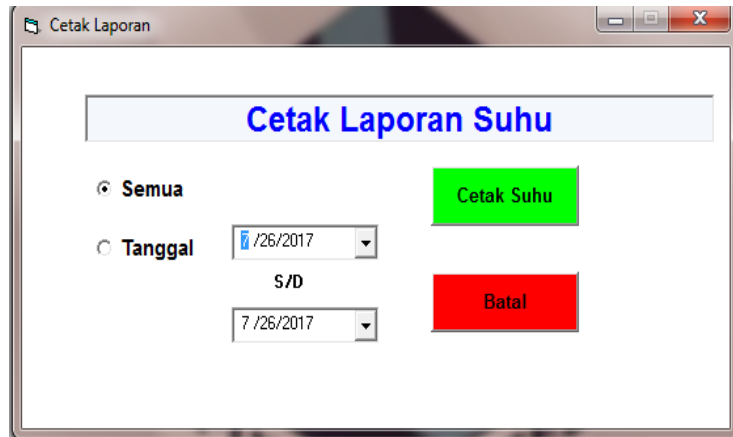 Cetak Laporan
Cetak Laporan Suhu
Semua
Cetak Suhu
Tanggal
7 /26/2017
S/D
Batal
7 /26/2017